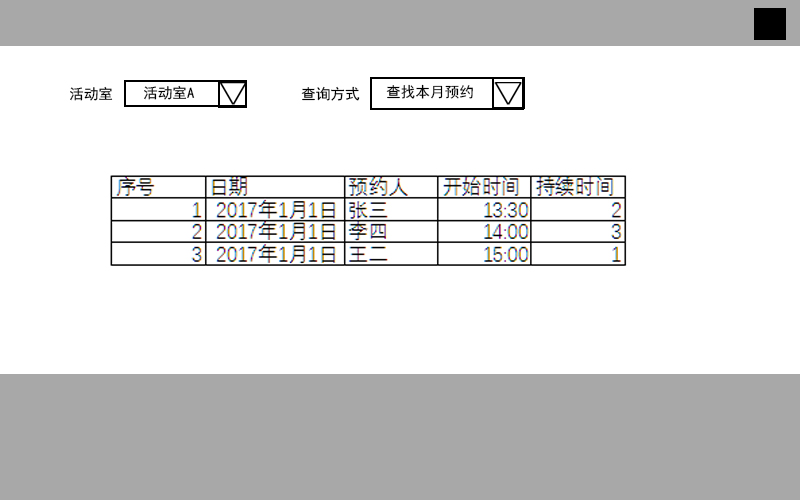 活动室 活动室A 查询方式 查找本月预约
序号 日期 预约人 开始时间 持续时间
1 2017年1月1日 张三 13:30 2
2 2017年1月1日 李四 14:00 3
3 2017年1月1日 王二 15:00 1